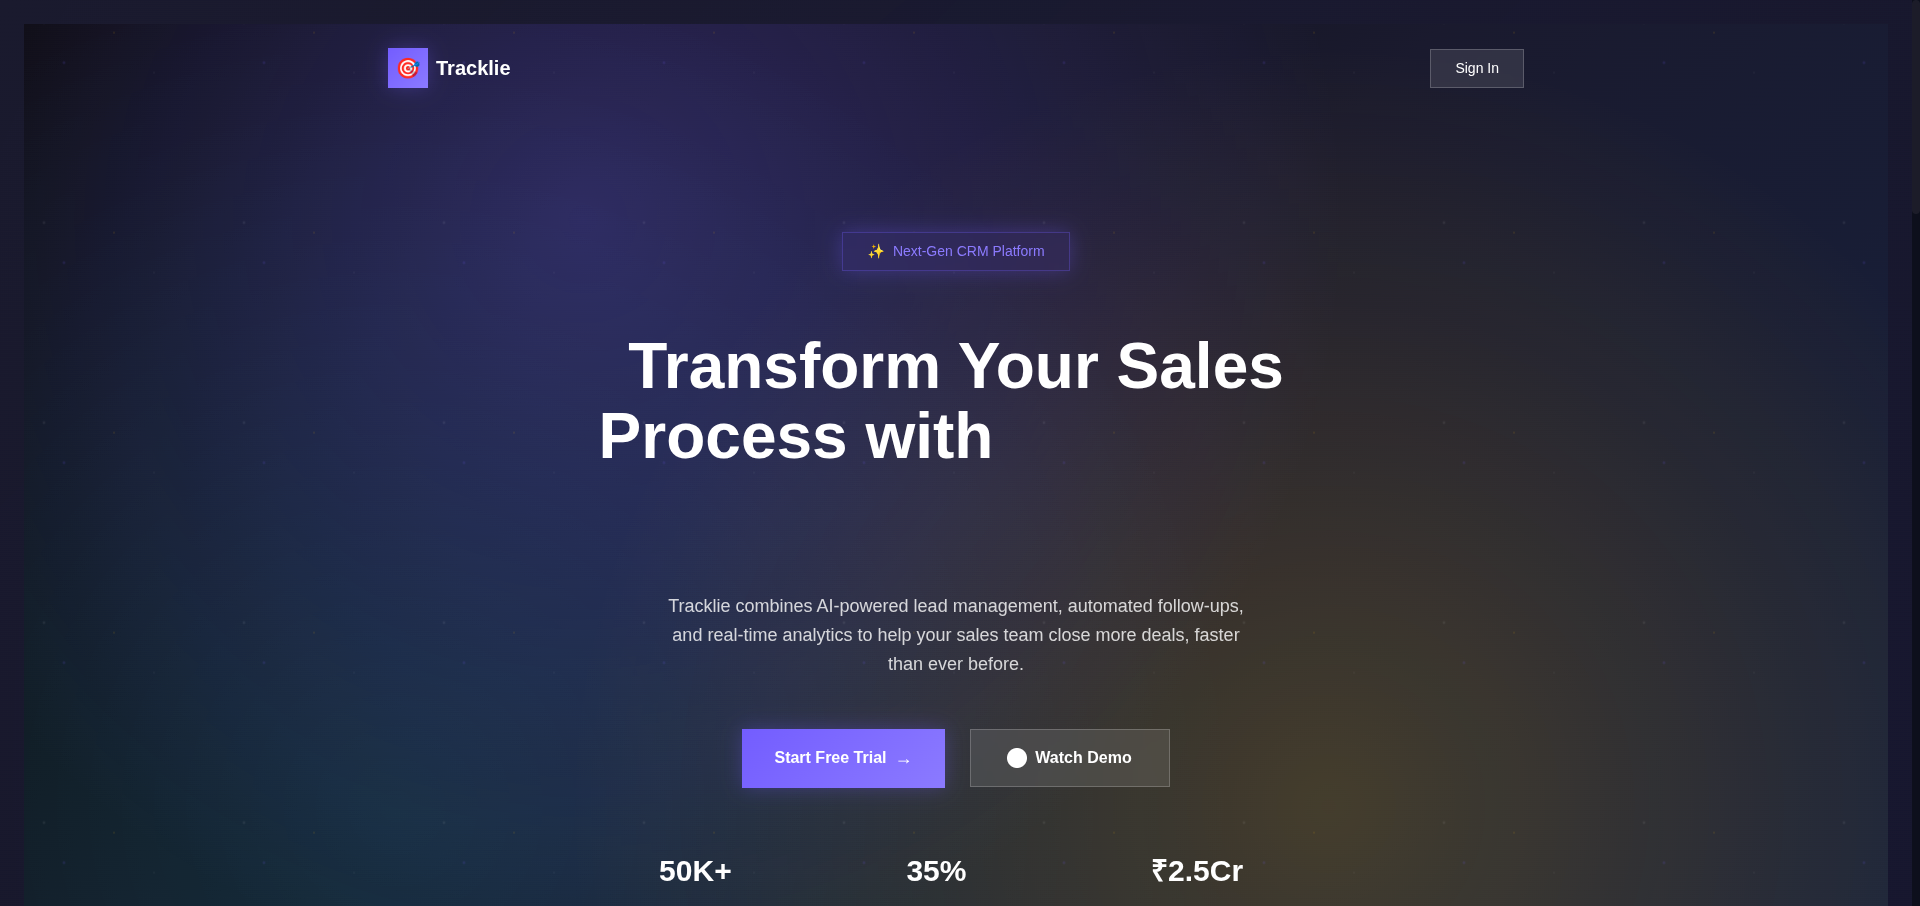 Tracklie
Sign In
✨ Next-Gen CRM Platform
Transform Your Sales
Process with
Tracklie combines AI-powered lead management, automated follow-ups,
and real-time analytics to help your sales team close more deals, faster
than ever before.
Start Free Trial →
Watch Demo
50K+
35%
₹2.5Cr